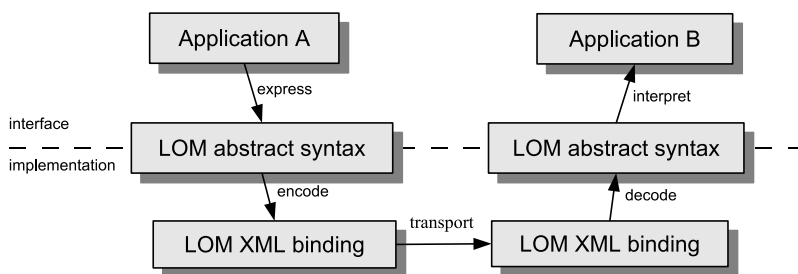 Application A
Application B
express
interpret
interface
LOM abstract syntax
LOM abstract syntax
implementation
encode
decode
transport
LOM XML binding
LOM XML binding